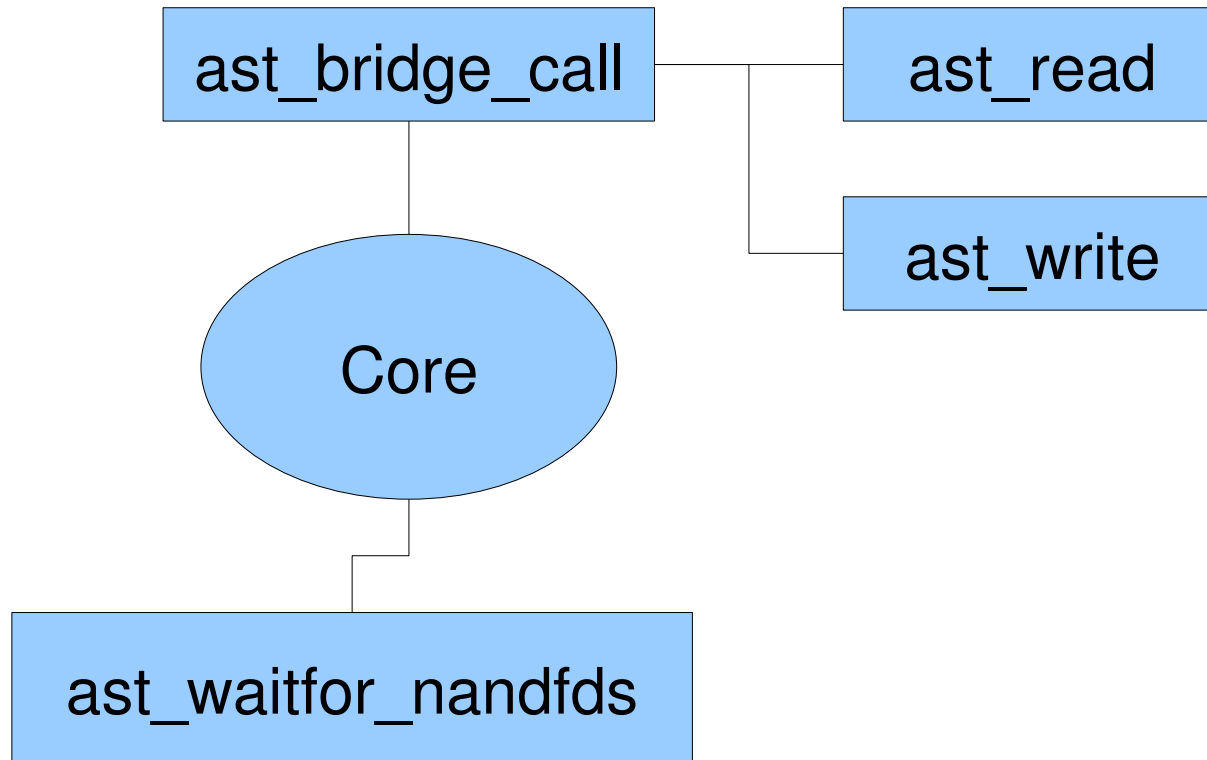 ast_bridge_call
ast_read
ast_write
Core
ast_waitfor_nandfds